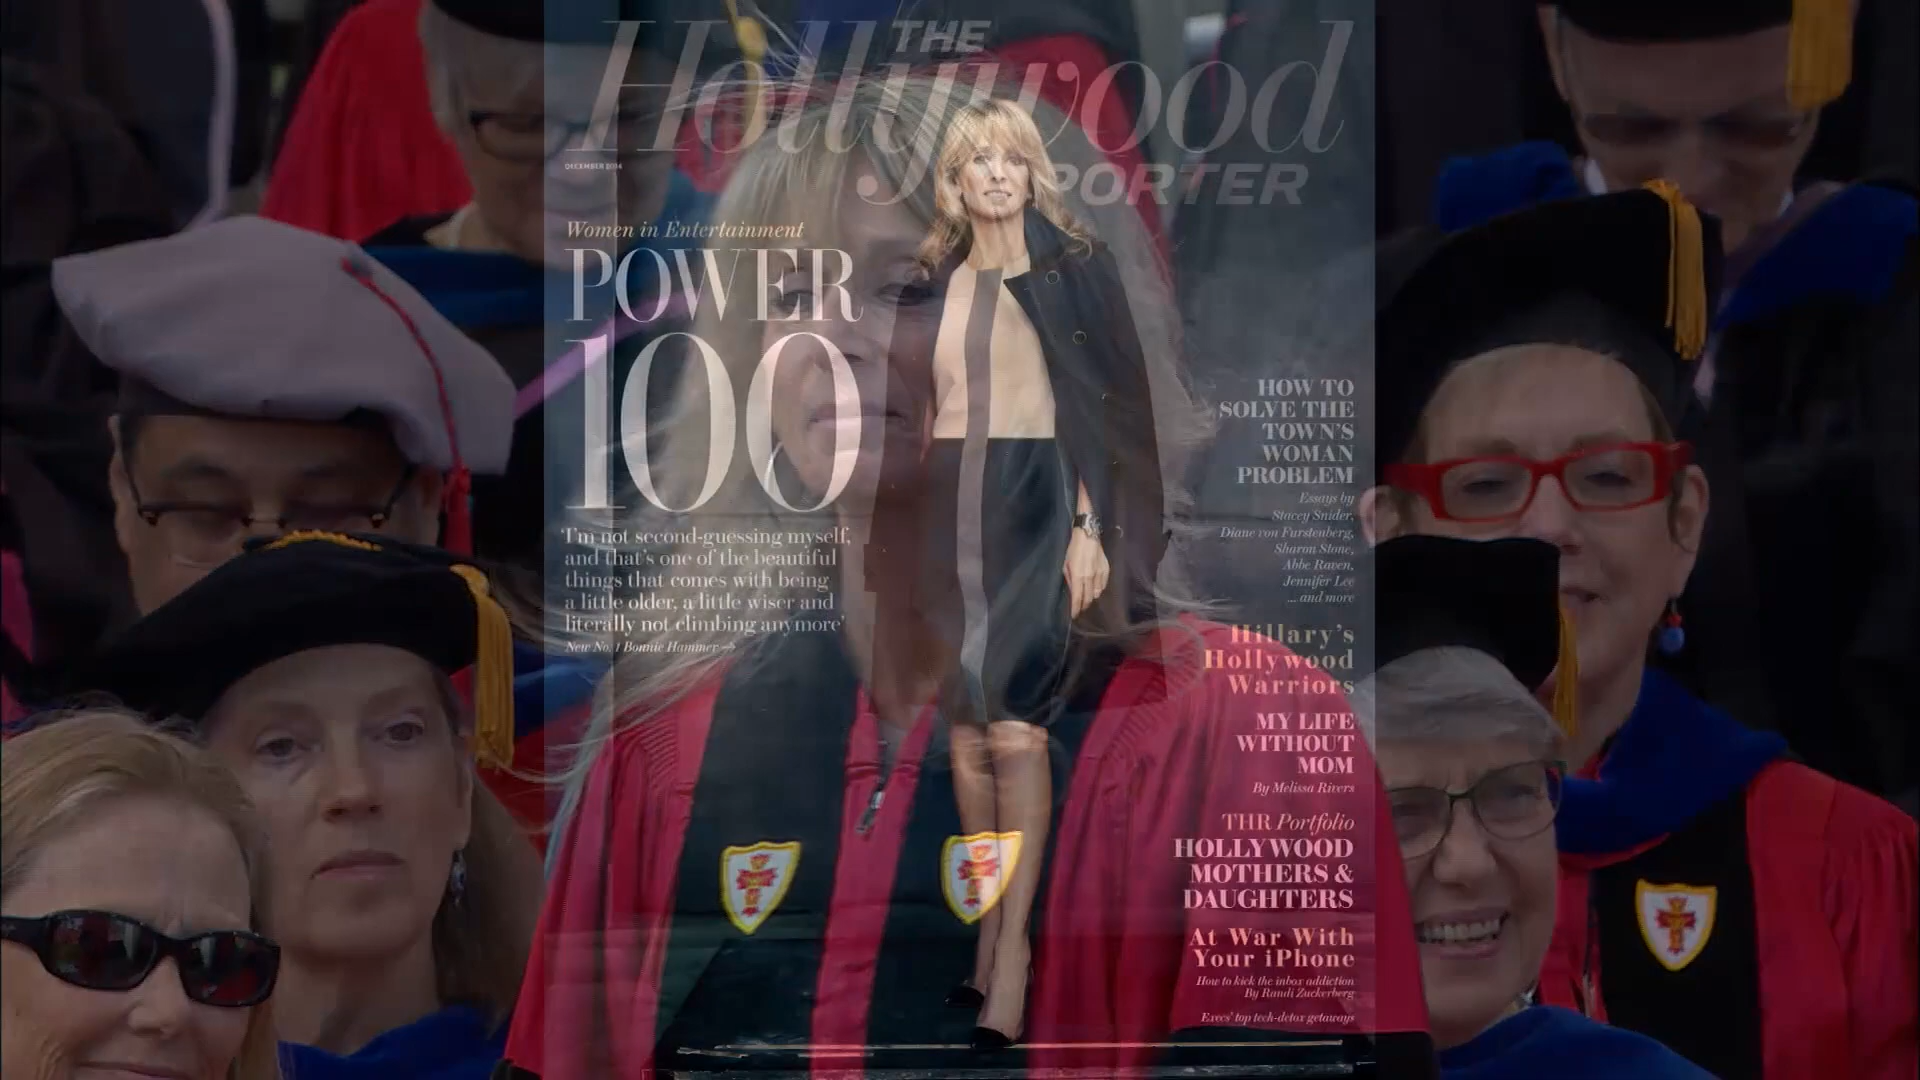 THE
Hollywood
PORTER
DECEMBER 2014
Women in Entertainment
POWER
100
'I'm not second-guessing myself,
and that's one of the beautiful
things that comes with being
a little older, a little wiser and
literally not climbing anymore'
New No. 1 Bonnie Hammer →
HOW TO
SOLVE THE
TOWN'S
WOMAN
PROBLEM
Essays by
Stacey Snider,
Diane von Furstenberg,
Sharon Stone,
Abbe Raven,
Jennifer Lee
... and more
Hillary's
Hollywood
Warriors
MY LIFE
WITHOUT
MOM
By Melissa Rivers
THR Portfolio
HOLLYWOOD
MOTHERS &
DAUGHTERS
At War With
Your iPhone
How to kick the inbox addiction
By Randi Zuckerberg
Execs' top tech-detox getaways